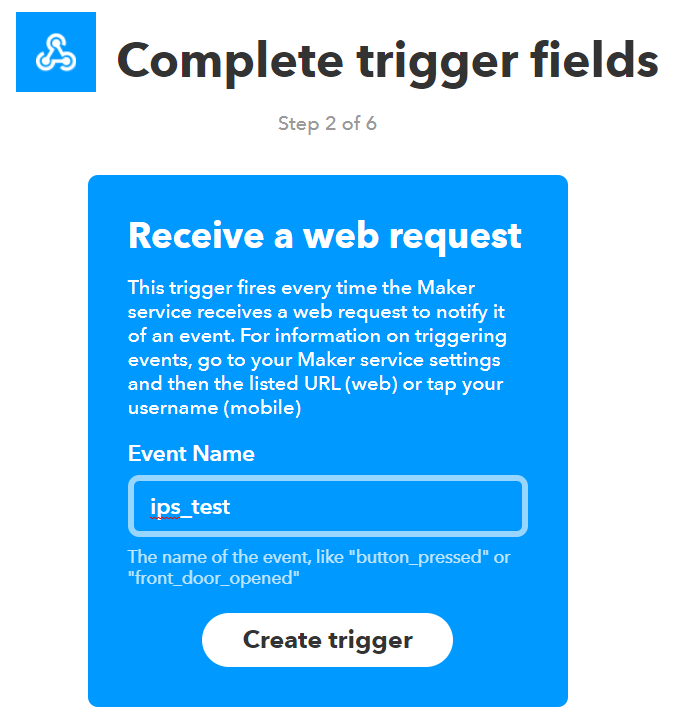 Complete trigger fields
Step 2 of 6
Receive a web request
This trigger fires every time the Maker
service receives a web request to notify it
of an event. For information on triggering
events, go to your Maker service settings
and then the listed URL (web) or tap your
username (mobile)
Event Name
ips_test
The name of the event, like "button_pressed" or
"front_door_opened"
Create trigger